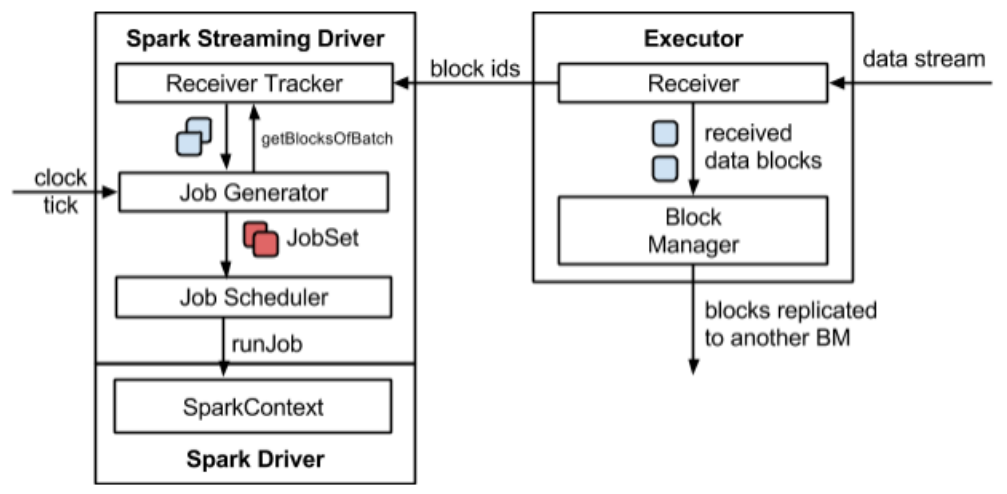 Spark Streaming Driver
Receiver Tracker
getBlocksOfBatch
clock
tick
Job Generator
JobSet
Job Scheduler
runJob
SparkContext
Spark Driver
block ids
Executor
data stream
Receiver
received
data blocks
Block
Manager
blocks replicated
to another BM